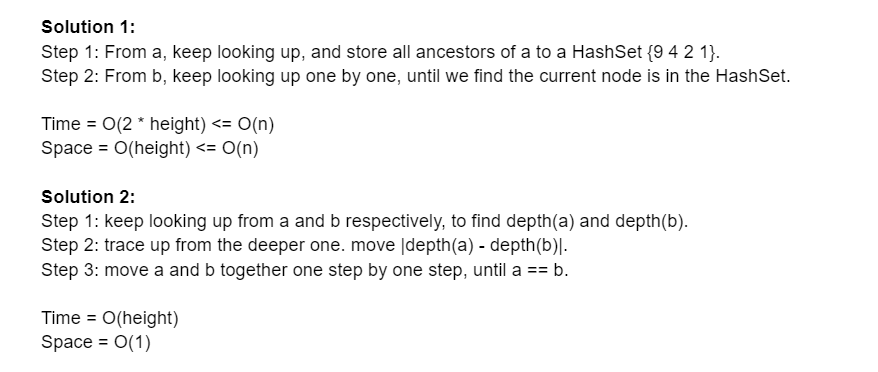 Solution 1:
Step 1: From a, keep looking up, and store all ancestors of a to a HashSet {9 4 2 1}.
Step 2: From b, keep looking up one by one, until we find the current node is in the HashSet.
Time = O(2 * height) <= O(n)
Space = O(height) <= O(n)
Solution 2:
Step 1: keep looking up from a and b respectively, to find depth(a) and depth(b).
Step 2: trace up from the deeper one. move |depth(a) - depth(b)|.
Step 3: move a and b together one step by one step, until a == b.
Time = O(height)
Space = O(1)